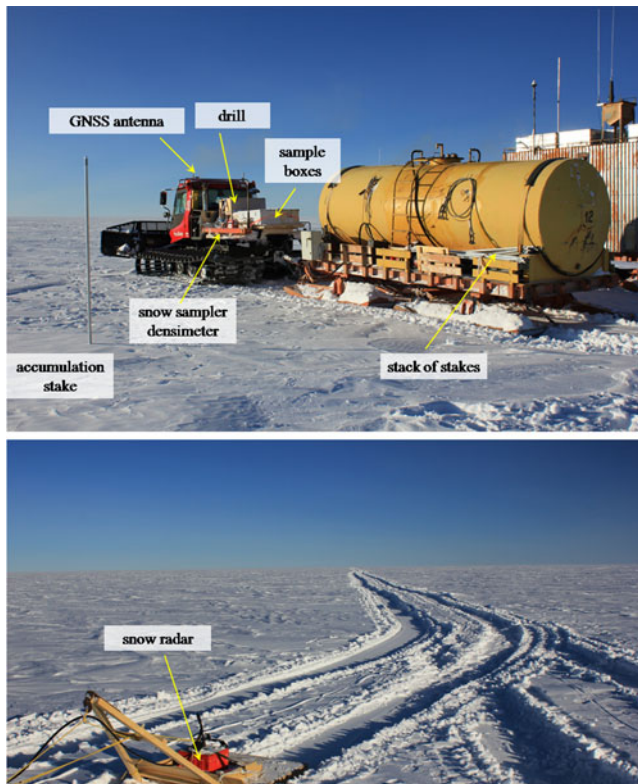 GNSS antenna
drill
sample
boxes
snow sampler
densimeter
accumulation
stake
stack of stakes
snow radar